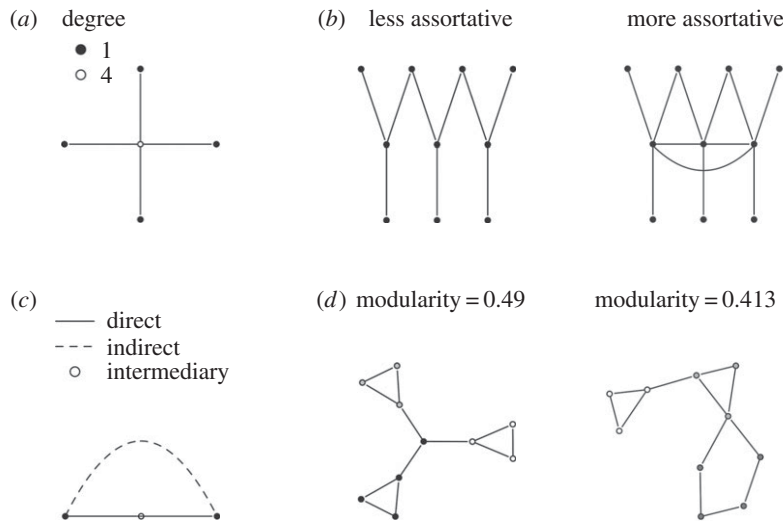 (a) degree
1
4
(b) less assortative more assortative
(c)
direct
indirect
intermediary
(d) modularity = 0.49 modularity = 0.413